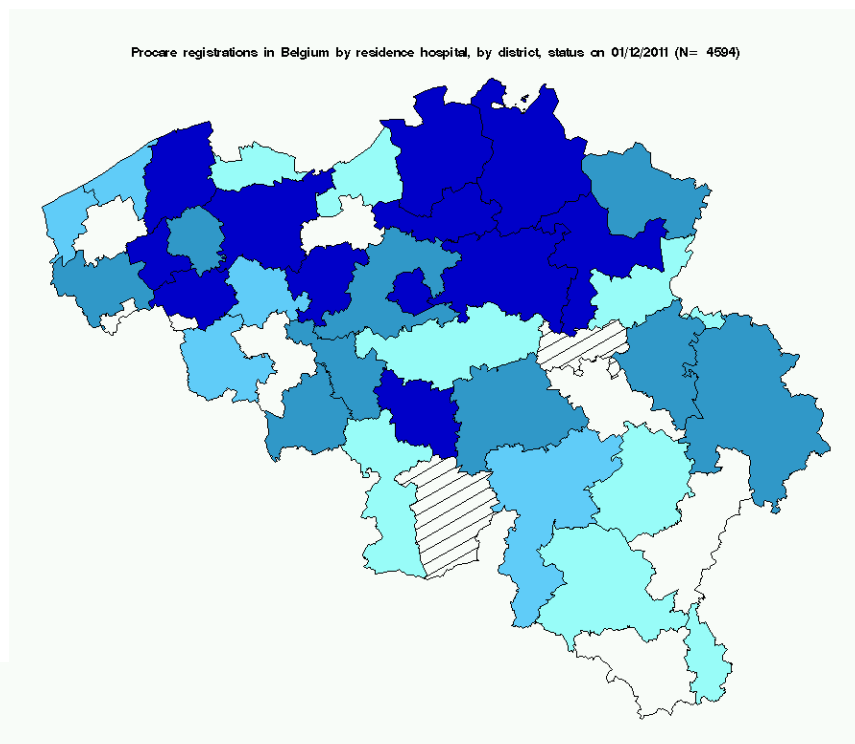 Procare registrations in Belgium by residence hospital, by district, status on 01/12/2011 (N= 4594)